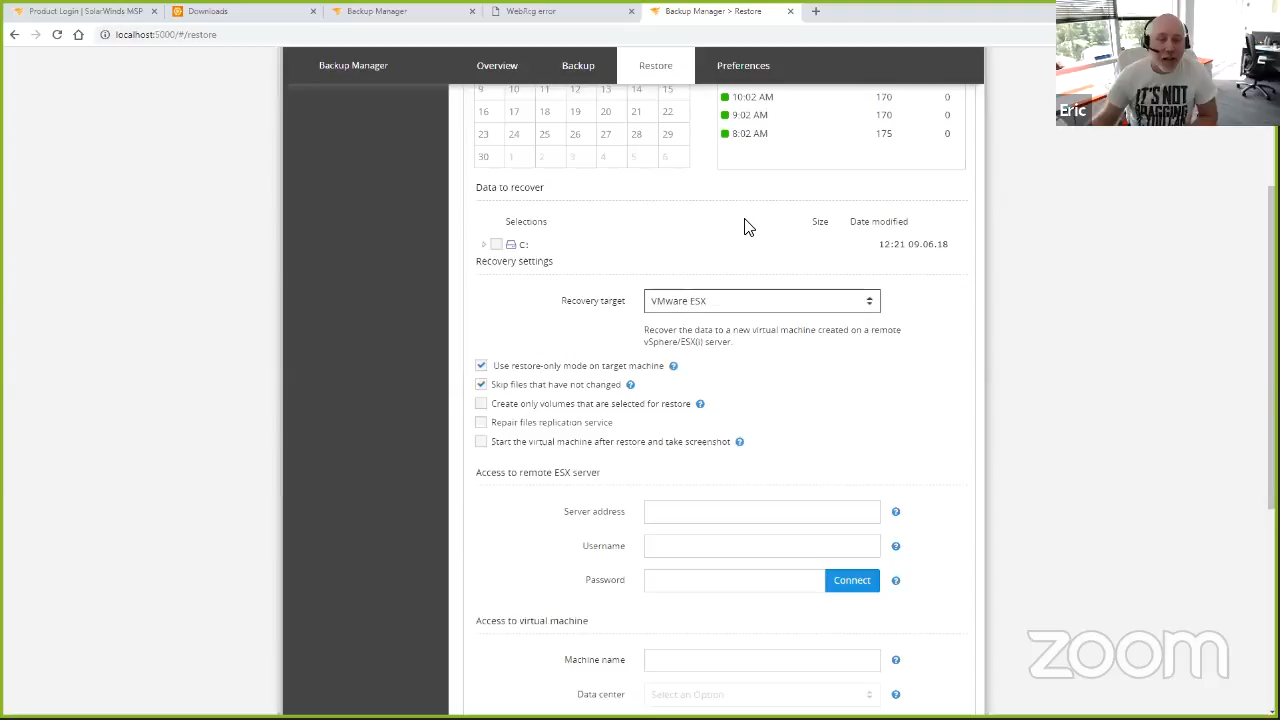 Product Login | SolarWinds MSP
Downloads
Backup Manager
WebRcg error
Backup Manager > Restore
localhost:5000/#/restore
Backup Manager
Overview
Backup
Restore
Preferences
9 10 11 12 13 14 15
16 17 18 19 20 21 22
23 24 25 26 27 28 29
30 1 2 3 4 5 6
10:02 AM 170 0
9:02 AM 170 0
8:02 AM 175 0
Data to recover
Selections Size Date modified
C: 12:21 09.06.18
Recovery settings
Recovery target VMware ESX
Recover the data to a new virtual machine created on a remote
vSphere/ESX(i) server.
Use restore-only mode on target machine ?
Skip files that have not changed ?
Create only volumes that are selected for restore ?
Repair files replication service
Start the virtual machine after restore and take screenshot ?
Access to remote ESX server
Server address ?
Username ?
Password Connect ?
Access to virtual machine
Machine name ?
Data center Select an Option ?
Eric
IT'S NOT
zoom